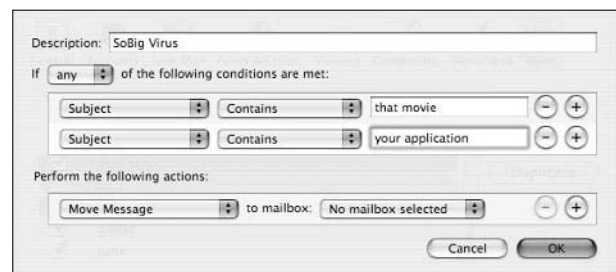 Description: SoBig Virus
If any of the following conditions are met:
Subject Contains that movie
Subject Contains your application
Perform the following actions:
Move Message to mailbox: No mailbox selected
Cancel OK